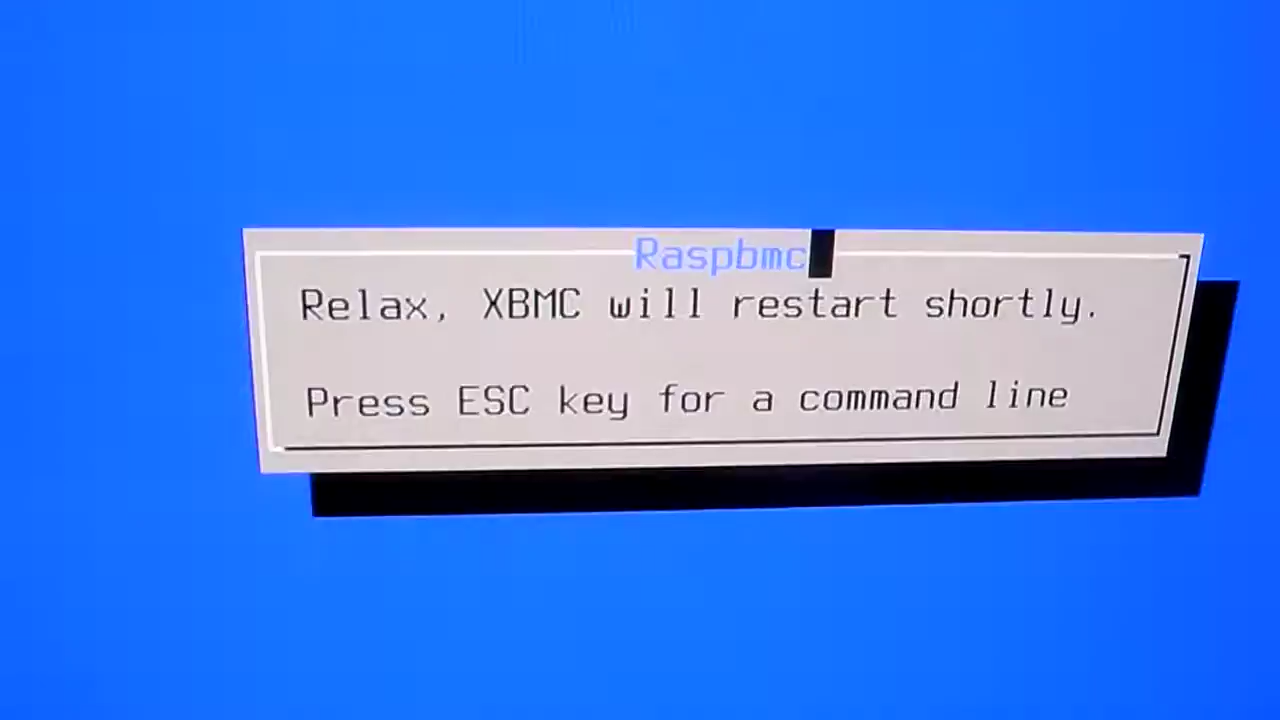 Raspbmc
Relax, XBMC will restart shortly.
Press ESC key for a command line